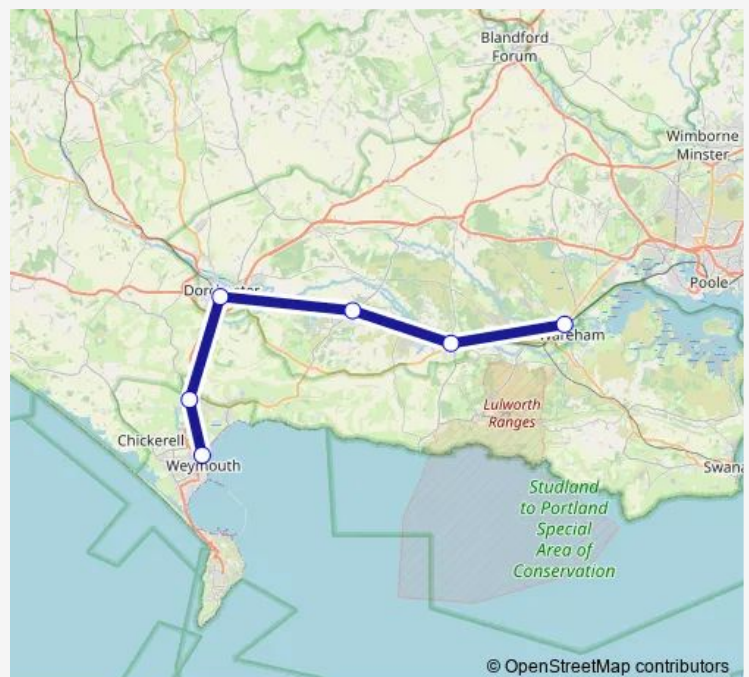 Blandford
Forum
Wimborne
Minster
Poole
Wareham
Lulworth
Ranges
Chickerell
Weymouth
Swana
Studland
to Portland
Special
Area of
Conservation
© OpenStreetMap contributors